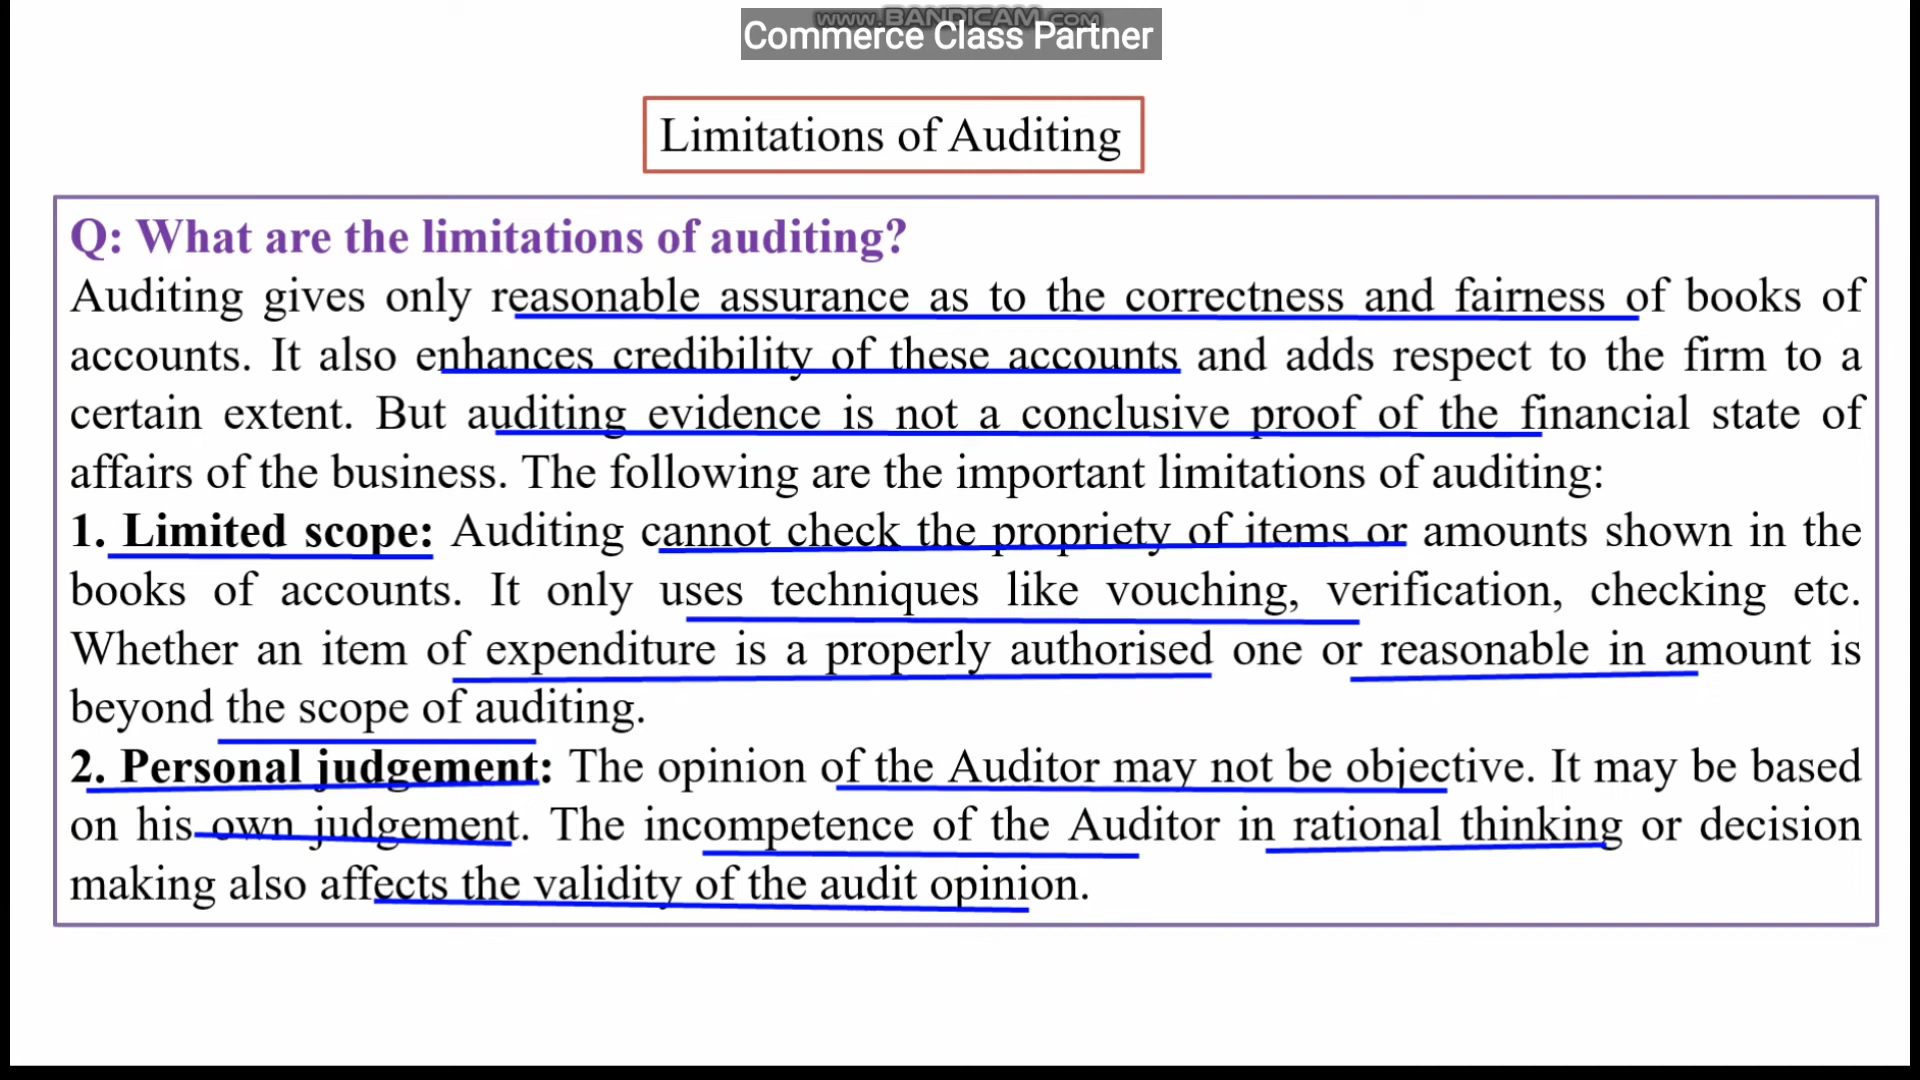 www.BANDICAM.com
Commerce Class Partner
Limitations of Auditing
Q: What are the limitations of auditing?
Auditing gives only reasonable assurance as to the correctness and fairness of books of
accounts. It also enhances credibility of these accounts and adds respect to the firm to a
certain extent. But auditing evidence is not a conclusive proof of the financial state of
affairs of the business. The following are the important limitations of auditing:
1. Limited scope: Auditing cannot check the propriety of items or amounts shown in the
books of accounts. It only uses techniques like vouching, verification, checking etc.
Whether an item of expenditure is a properly authorised one or reasonable in amount is
beyond the scope of auditing.
2. Personal judgement: The opinion of the Auditor may not be objective. It may be based
on his own judgement. The incompetence of the Auditor in rational thinking or decision
making also affects the validity of the audit opinion.